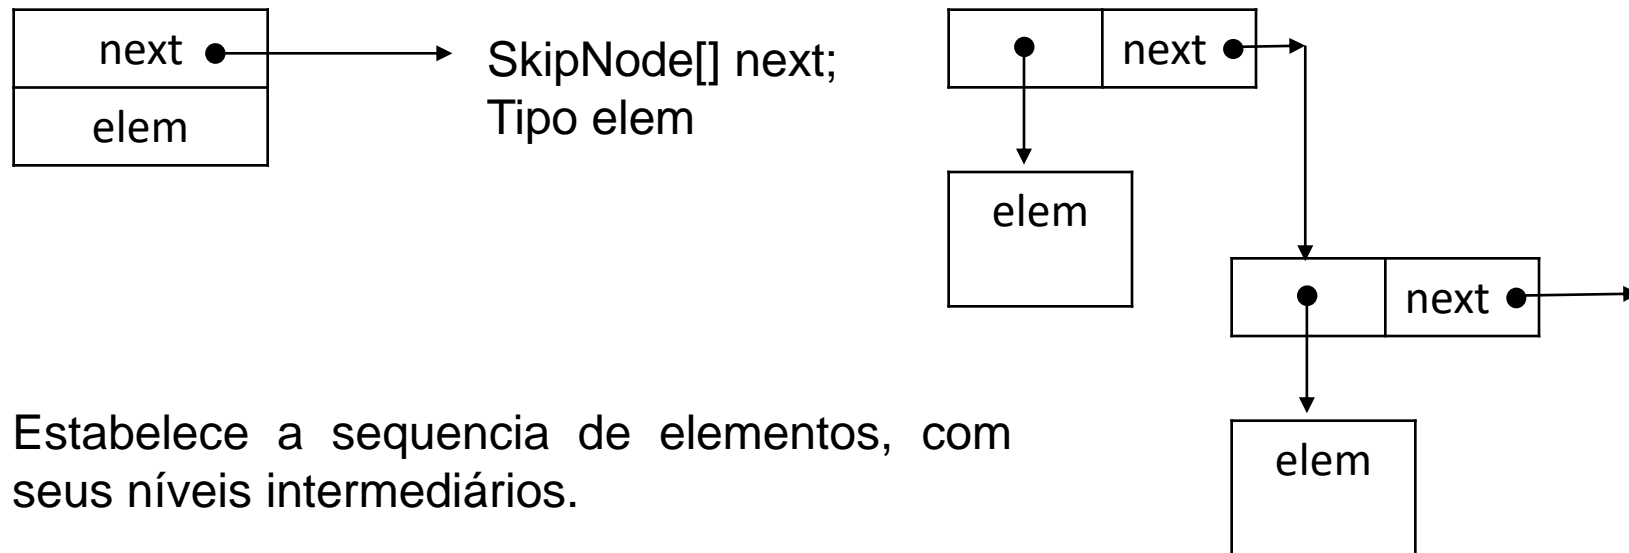 next
elem
SkipNode[] next;
Tipo elem
next
elem
next
elem
Estabelece a sequencia de elementos, com
seus níveis intermediários.